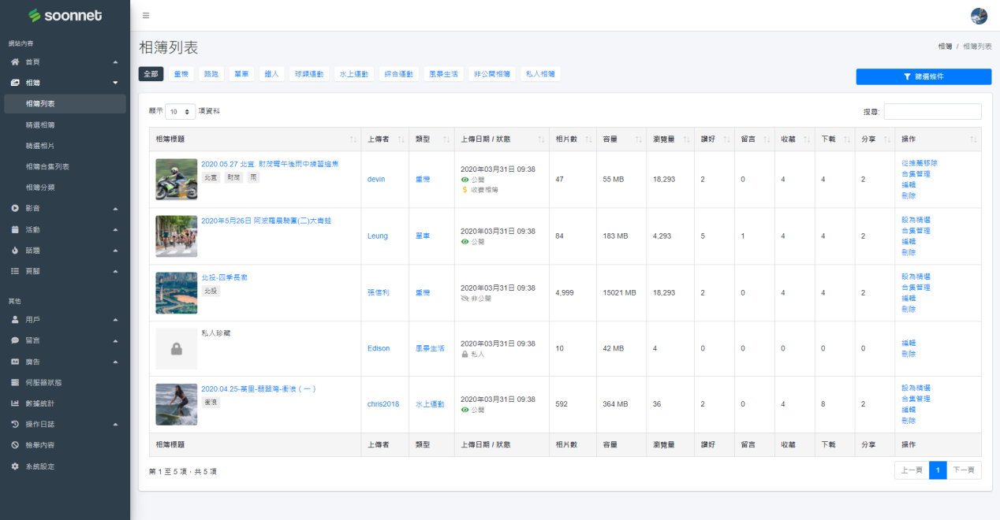 soonnet
網站內容
首頁
相簿
相簿列表
精選相簿
精選相片
相簿合集列表
相簿分類
影音
活動
話題
頁腳
其他
用戶
留言
廣告
伺服器狀態
數據統計
操作日誌
檢舉內容
系統設定
相簿列表
相簿 / 相簿列表
全部 重機 路跑 單車 鐵人 球類運動 水上運動 綜合運動 風景生活 非公開相簿 私人相簿
篩選條件
顯示 10 項資料
搜尋:
相簿標題 上傳者 類型 上傳日期 / 狀態 相片數 容量 瀏覽量 讚好 留言 收藏 下載 分享 操作
2020.05.27 北宜. 財茂彎午後雨中練習追焦
北宜 財茂 雨
devin
重機
2020年03月31日 09:38
公開
收費相簿
47 55 MB 18,293 2 0 4 4 2
從推薦移除
合集管理
編輯
刪除
2020年5月26日 阿波羅晨騎團(二)大青蛙
Leung
單車
2020年03月31日 09:38
公開
84 183 MB 4,293 5 1 4 4 2
設為精選
合集管理
編輯
刪除
北投-四季長廊
北投
張信利
重機
2020年03月31日 09:38
非公開
4,999 15021 MB 18,293 2 0 4 4 2
設為精選
合集管理
編輯
刪除
私人珍藏
Edison
風景生活
2020年03月31日 09:38
私人
10 42 MB 4 0 0 0 0 0
編輯
刪除
2020.04.25-萬里-翡翠灣-衝浪（一）
衝浪
chris2018
水上運動
2020年03月31日 09:38
公開
592 364 MB 36 2 0 4 8 2
設為精選
合集管理
編輯
刪除
相簿標題 上傳者 類型 上傳日期 / 狀態 相片數 容量 瀏覽量 讚好 留言 收藏 下載 分享 操作
第 1 至 5 項，共 5 項
上一頁 1 下一頁